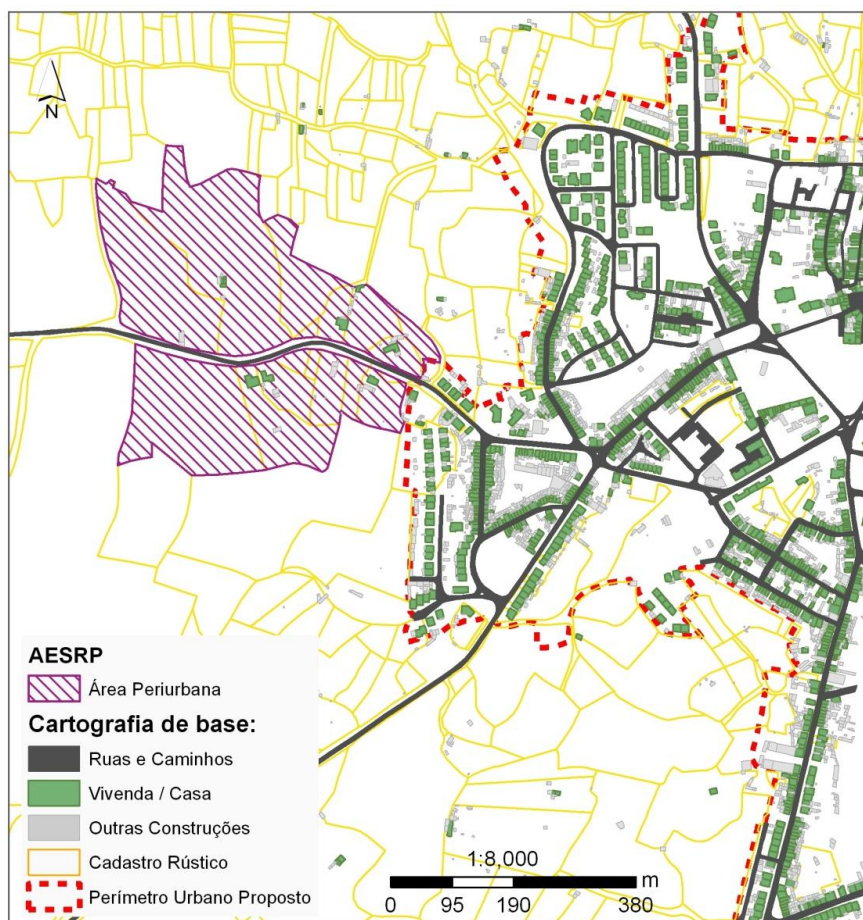 N
AESRP
Área Periurbana
Cartografia de base:
Ruas e Caminhos
Vivenda / Casa
Outras Construções
Cadastro Rústico
Perímetro Urbano Proposto
1:8,000
m
0 95 190 380